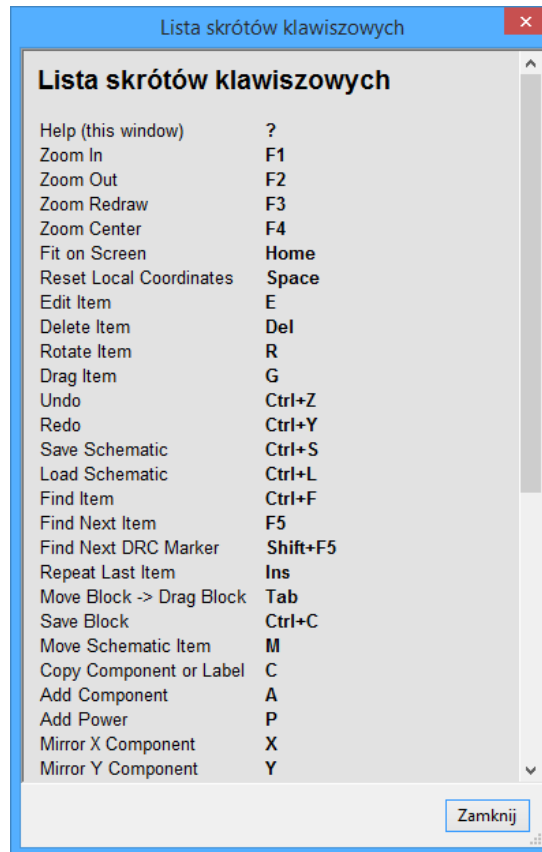 Lista skrótów klawiszowych
Lista skrótów klawiszowych
Help (this window) ?
Zoom In F1
Zoom Out F2
Zoom Redraw F3
Zoom Center F4
Fit on Screen Home
Reset Local Coordinates Space
Edit Item E
Delete Item Del
Rotate Item R
Drag Item G
Undo Ctrl+Z
Redo Ctrl+Y
Save Schematic Ctrl+S
Load Schematic Ctrl+L
Find Item Ctrl+F
Find Next Item F5
Find Next DRC Marker Shift+F5
Repeat Last Item Ins
Move Block -> Drag Block Tab
Save Block Ctrl+C
Move Schematic Item M
Copy Component or Label C
Add Component A
Add Power P
Mirror X Component X
Mirror Y Component Y
Zamknij